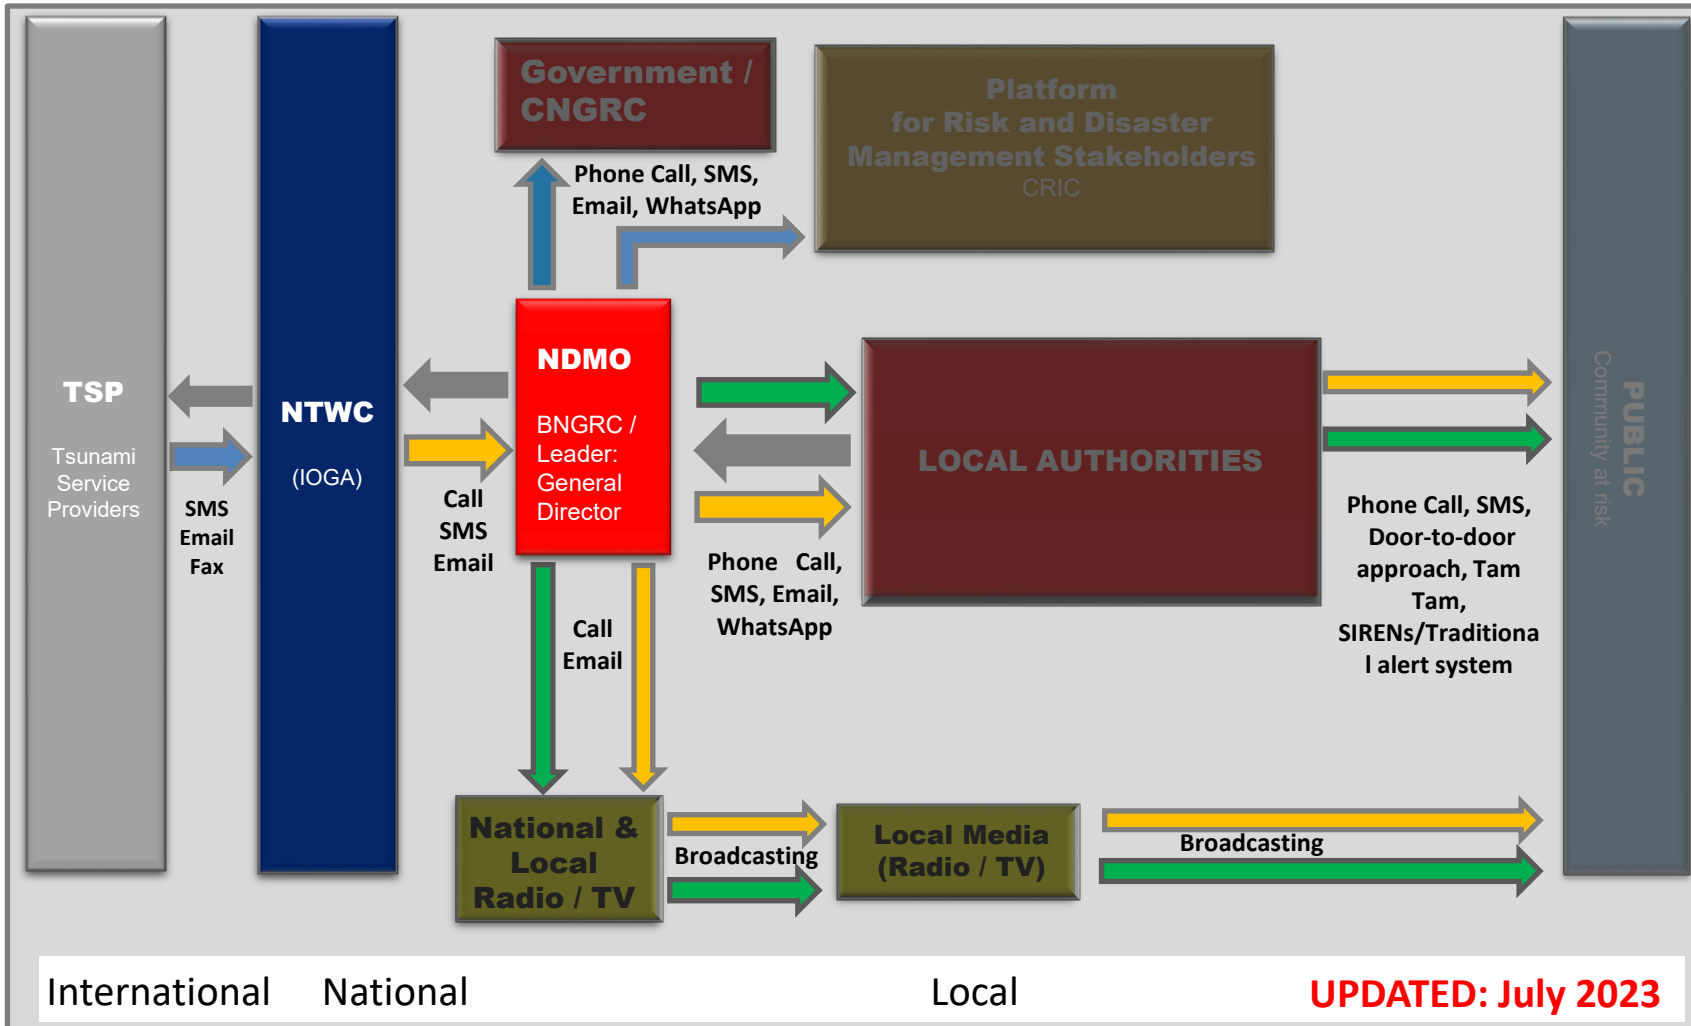 Government /
CNGRC
Platform
for Risk and Disaster
Management Stakeholders
CRIC
Phone Call, SMS,
Email, WhatsApp
TSP
Tsunami
Service
Providers
SMS
Email
Fax
NTWC
(IOGA)
Call
SMS
Email
NDMO
BNGRC /
Leader:
General
Director
Phone Call,
SMS, Email,
WhatsApp
LOCAL AUTHORITIES
Phone Call, SMS,
Door-to-door
approach, Tam
Tam,
SIRENs/Traditiona
l alert system
PUBLIC
Community at risk
Call
Email
National &
Local
Radio / TV
Broadcasting
Local Media
(Radio / TV)
Broadcasting
International
National
Local
UPDATED: July 2023